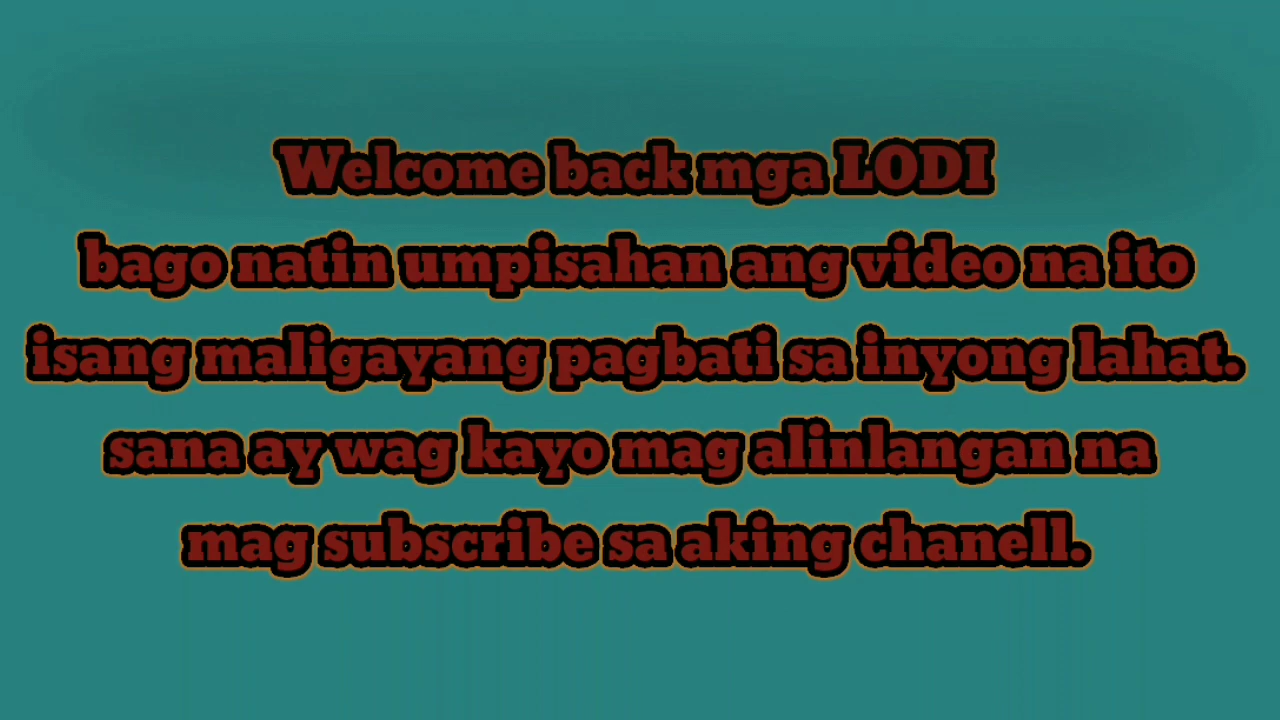 Welcome back mga LODI
bago natin umpisahan ang video na ito
isang maligayang pagbati sa inyong lahat.
sana ay wag kayo mag alinlangan na
mag subscribe sa aking chanell.